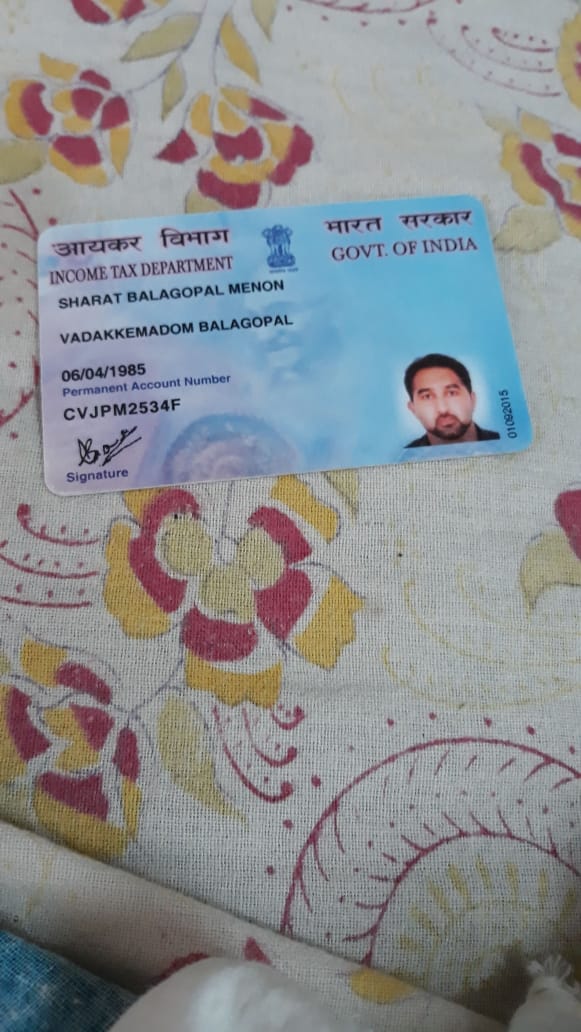 आयकर विभाग
INCOME TAX DEPARTMENT
भारत सरकार
GOVT. OF INDIA
SHARAT BALAGOPAL MENON
VADAKKEMADOM BALAGOPAL
06/04/1985
Permanent Account Number
CVJPM2534F
Signature
01092015